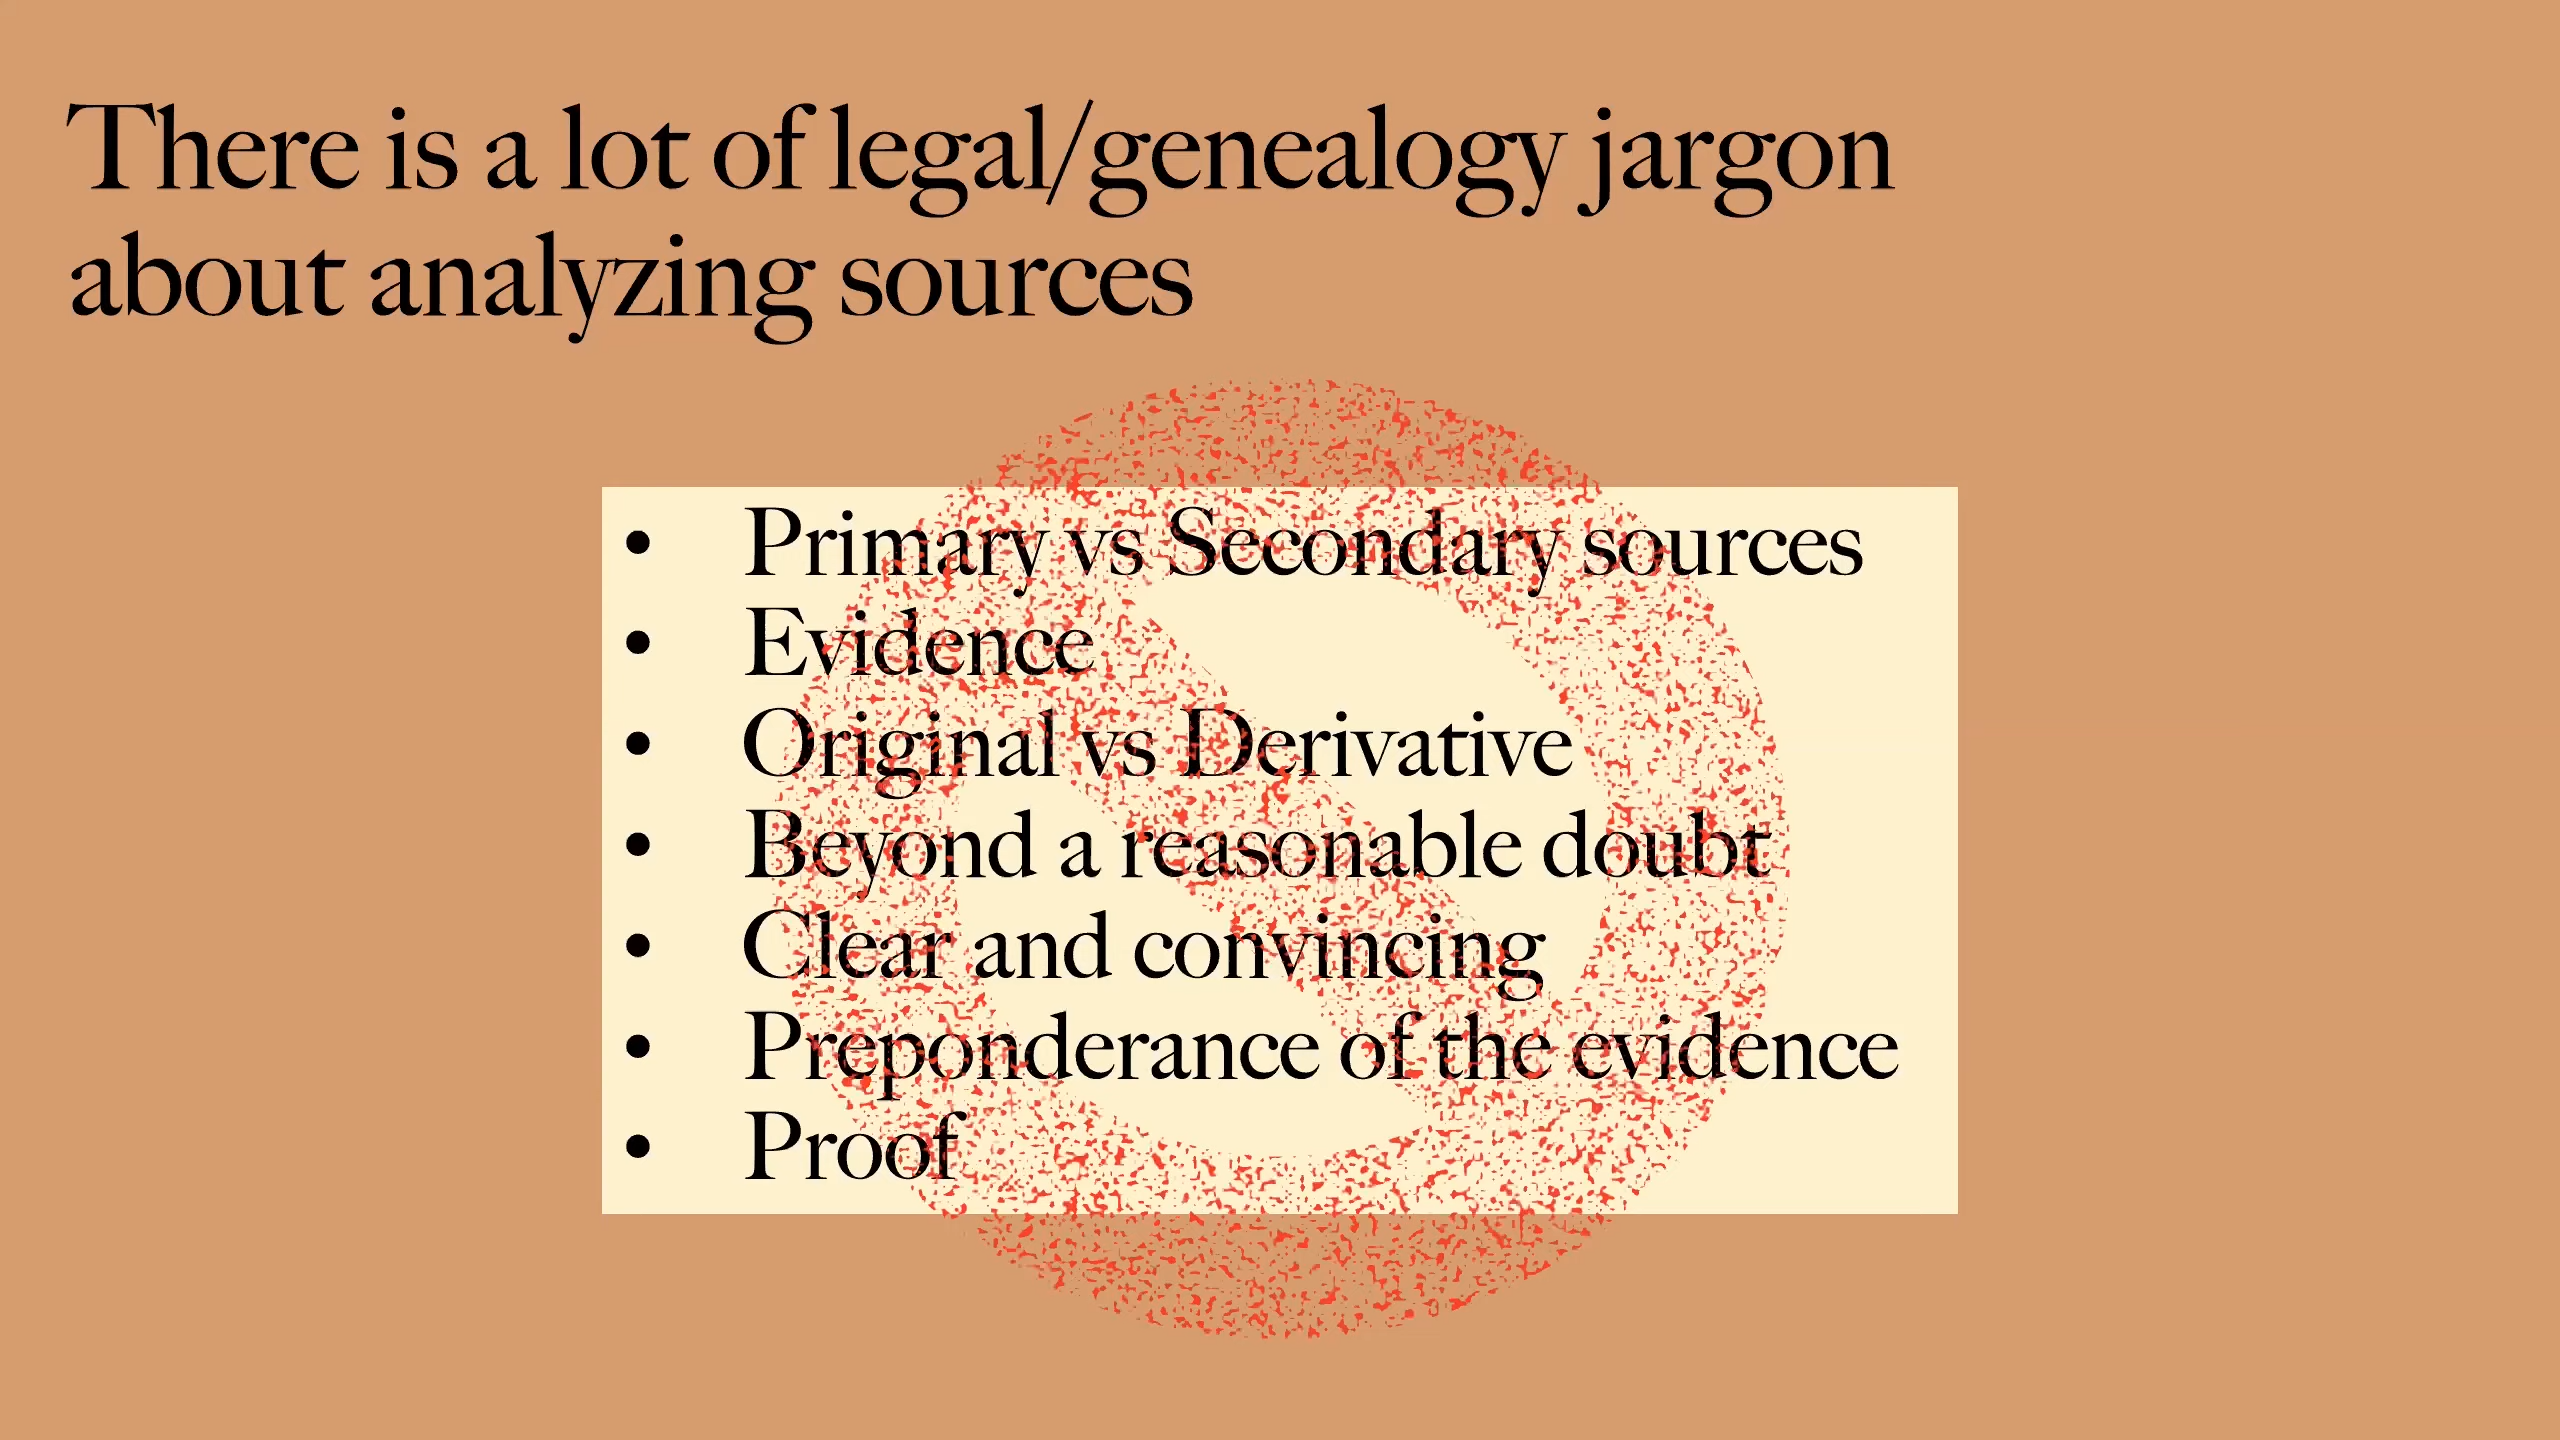 There is a lot of legal/genealogy jargon
about analyzing sources
• Primary vs Secondary sources
• Evidence
• Original vs Derivative
• Beyond a reasonable doubt
• Clear and convincing
• Preponderance of the evidence
• Proof